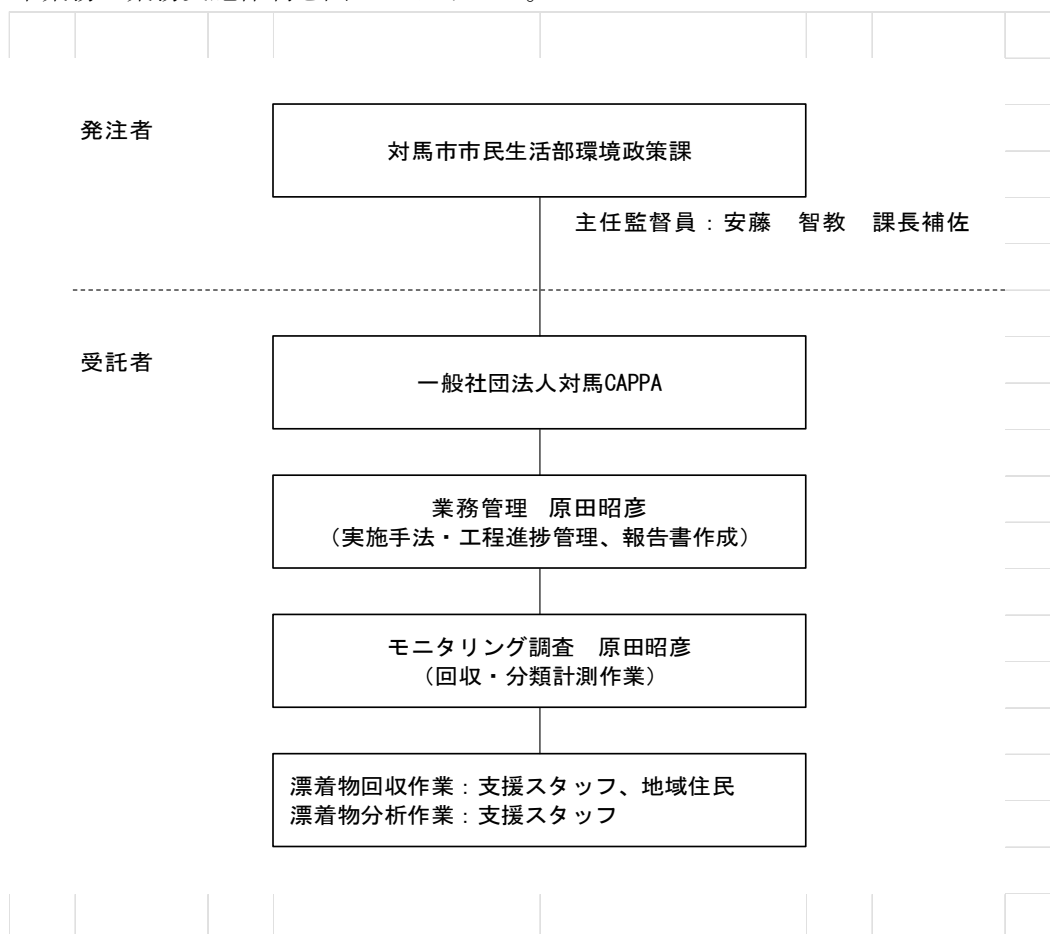 発注者
対馬市市民生活部環境政策課
主任監督員：安藤　智教　課長補佐
受託者
一般社団法人対馬CAPPA
業務管理　原田昭彦
（実施手法・工程進捗管理、報告書作成）
モニタリング調査　原田昭彦
（回収・分類計測作業）
漂着物回収作業：支援スタッフ、地域住民
漂着物分析作業：支援スタッフ